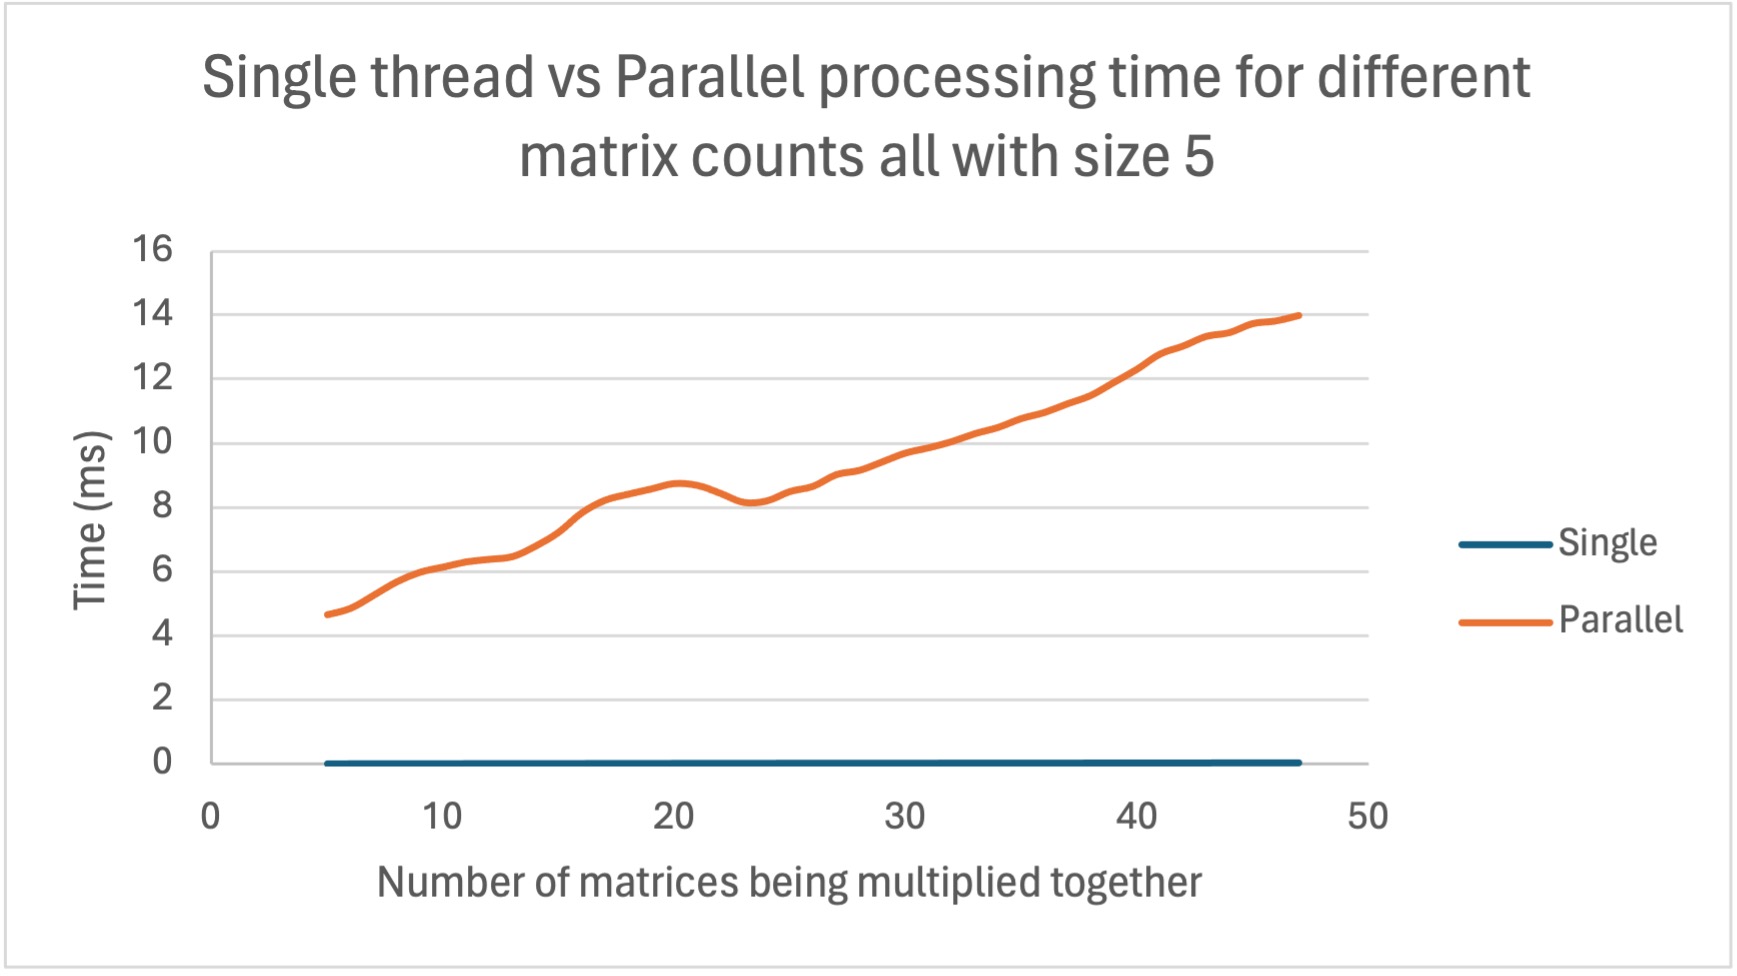 Single thread vs Parallel processing time for different
matrix counts all with size 5
16
14
12
10
8
6
4
2
0
Time (ms)
0 10 20 30 40 50
Number of matrices being multiplied together
Single
Parallel